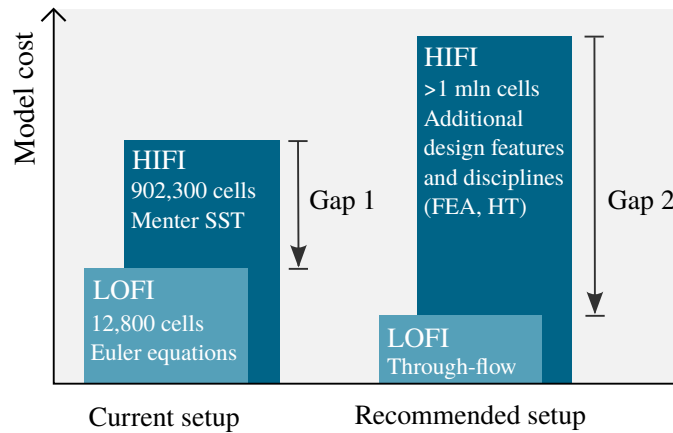 Model cost
HIFI
902,300 cells
Menter SST
Gap 1
LOFI
12,800 cells
Euler equations
Current setup
HIFI
>1 mln cells
Additional
design features
and disciplines
(FEA, HT)
Gap 2
LOFI
Through-flow
Recommended setup